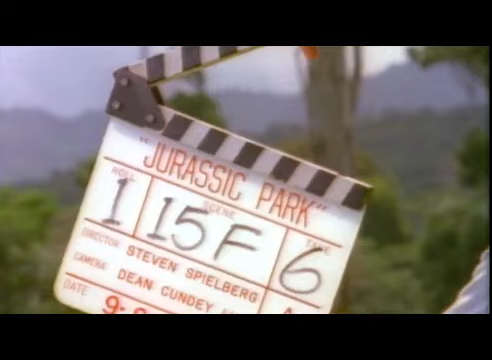 "JURASSIC PARK"
ROLL SCENE TAKE
1 15F 6
DIRECTOR STEVEN SPIELBERG
CAMERA DEAN CUNDEY
DATE